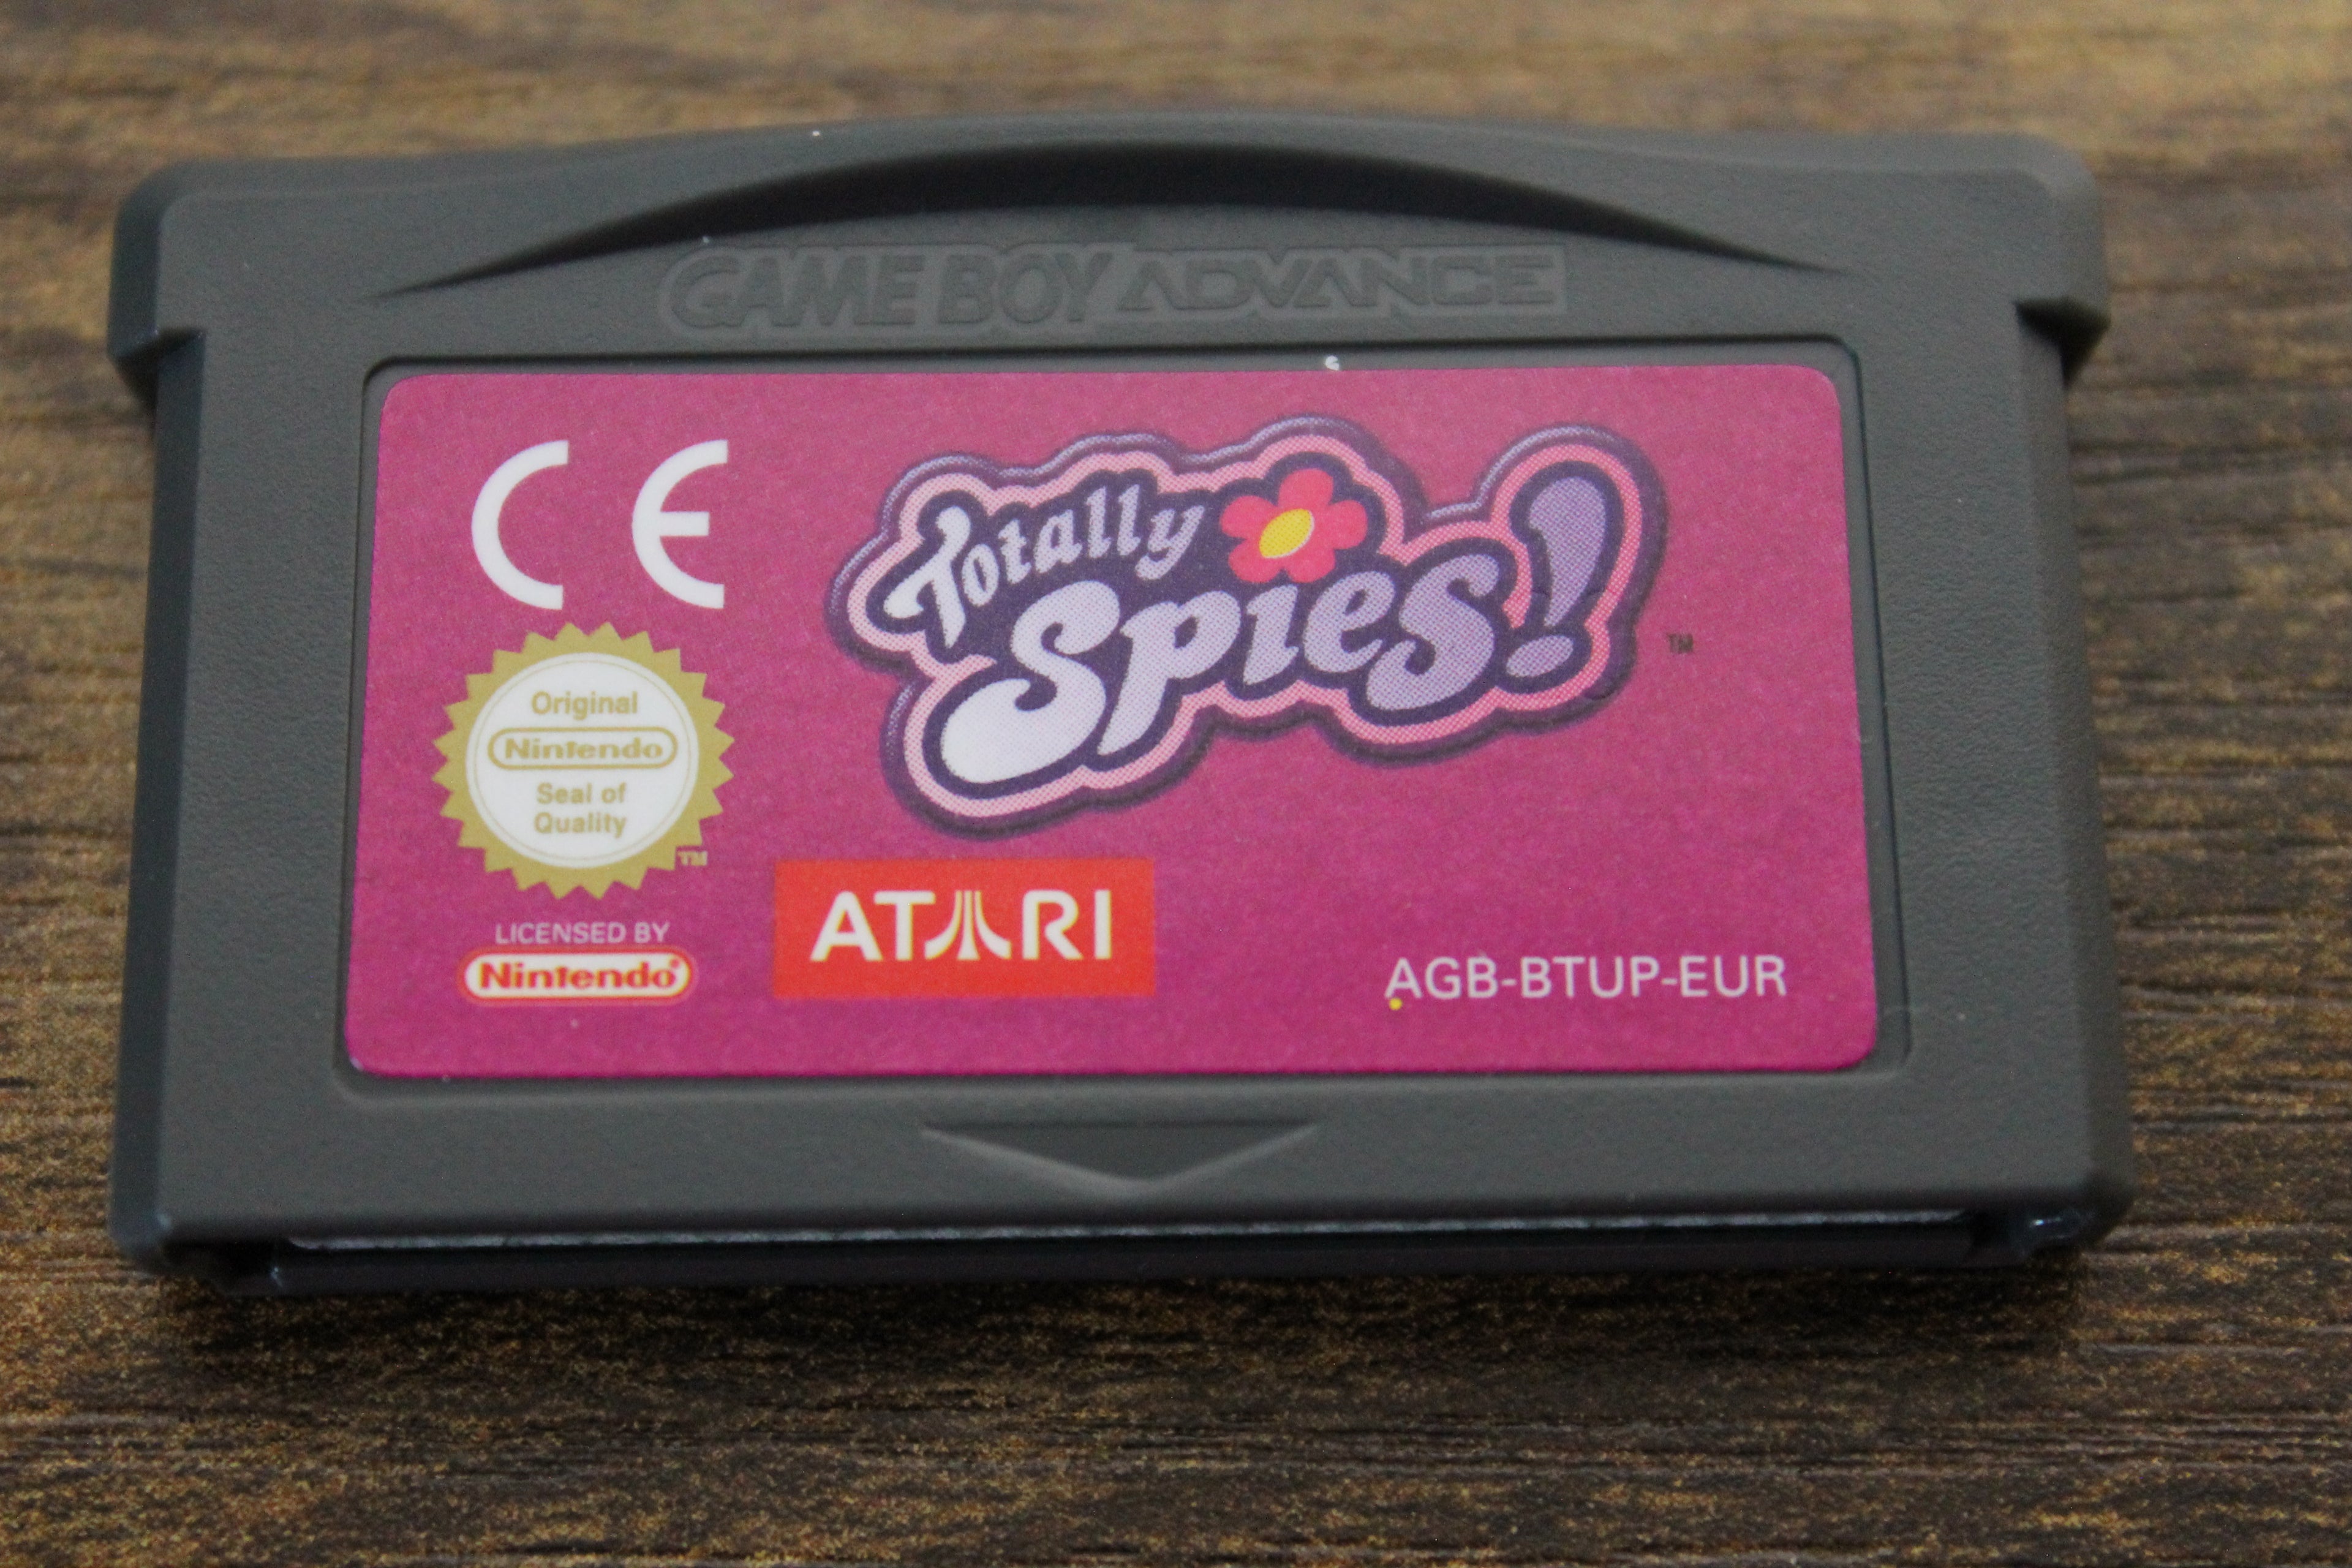 GAME BOY ADVANCE
CE
Totally
Spies!
TM
Original
Nintendo
Seal of
Quality
TM
LICENSED BY
Nintendo®
ATARI
AGB-BTUP-EUR